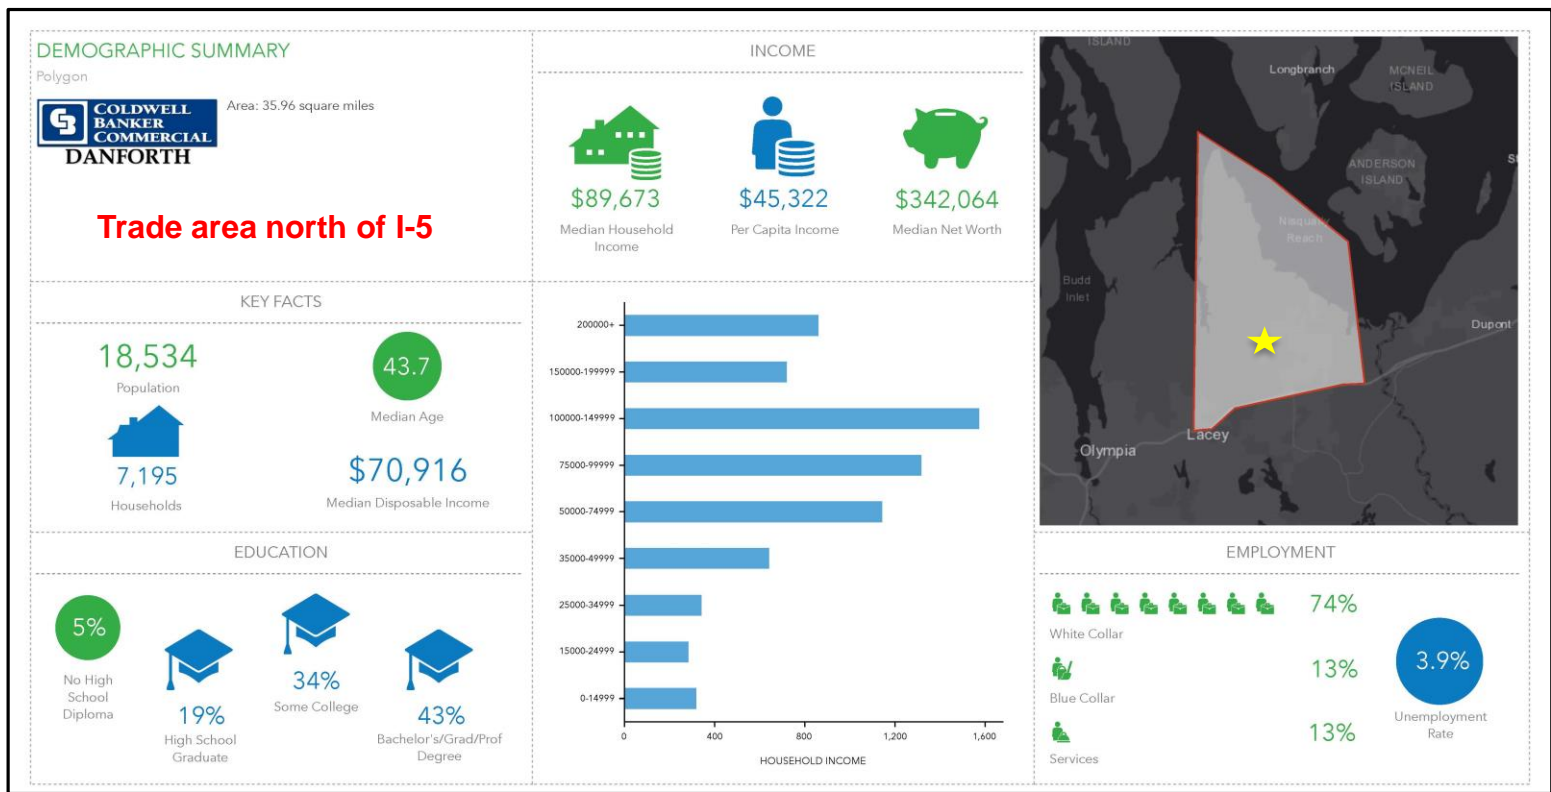 DEMOGRAPHIC SUMMARY
Polygon
COLDWELL
BANKER
COMMERCIAL
DANFORTH
Area: 35.96 square miles
Trade area north of I-5
INCOME
$89,673
Median Household
Income
$45,322
Per Capita Income
$342,064
Median Net Worth
KEY FACTS
18,534
Population
43.7
Median Age
7,195
Households
$70,916
Median Disposable Income
200000+
150000-199999
100000-149999
75000-99999
50000-74999
35000-49999
25000-34999
15000-24999
0-14999
0
400
800
1,200
1,600
HOUSEHOLD INCOME
ISLAND
Longbranch
MCNEIL
ISLAND
ANDERSON
ISLAND
Nisqually
Reach
Budd
Inlet
Dupont
Lacey
Olympia
EDUCATION
5%
No High
School
Diploma
19%
High School
Graduate
34%
Some College
43%
Bachelor's/Grad/Prof
Degree
EMPLOYMENT
74%
White Collar
13%
Blue Collar
13%
Services
3.9%
Unemployment
Rate